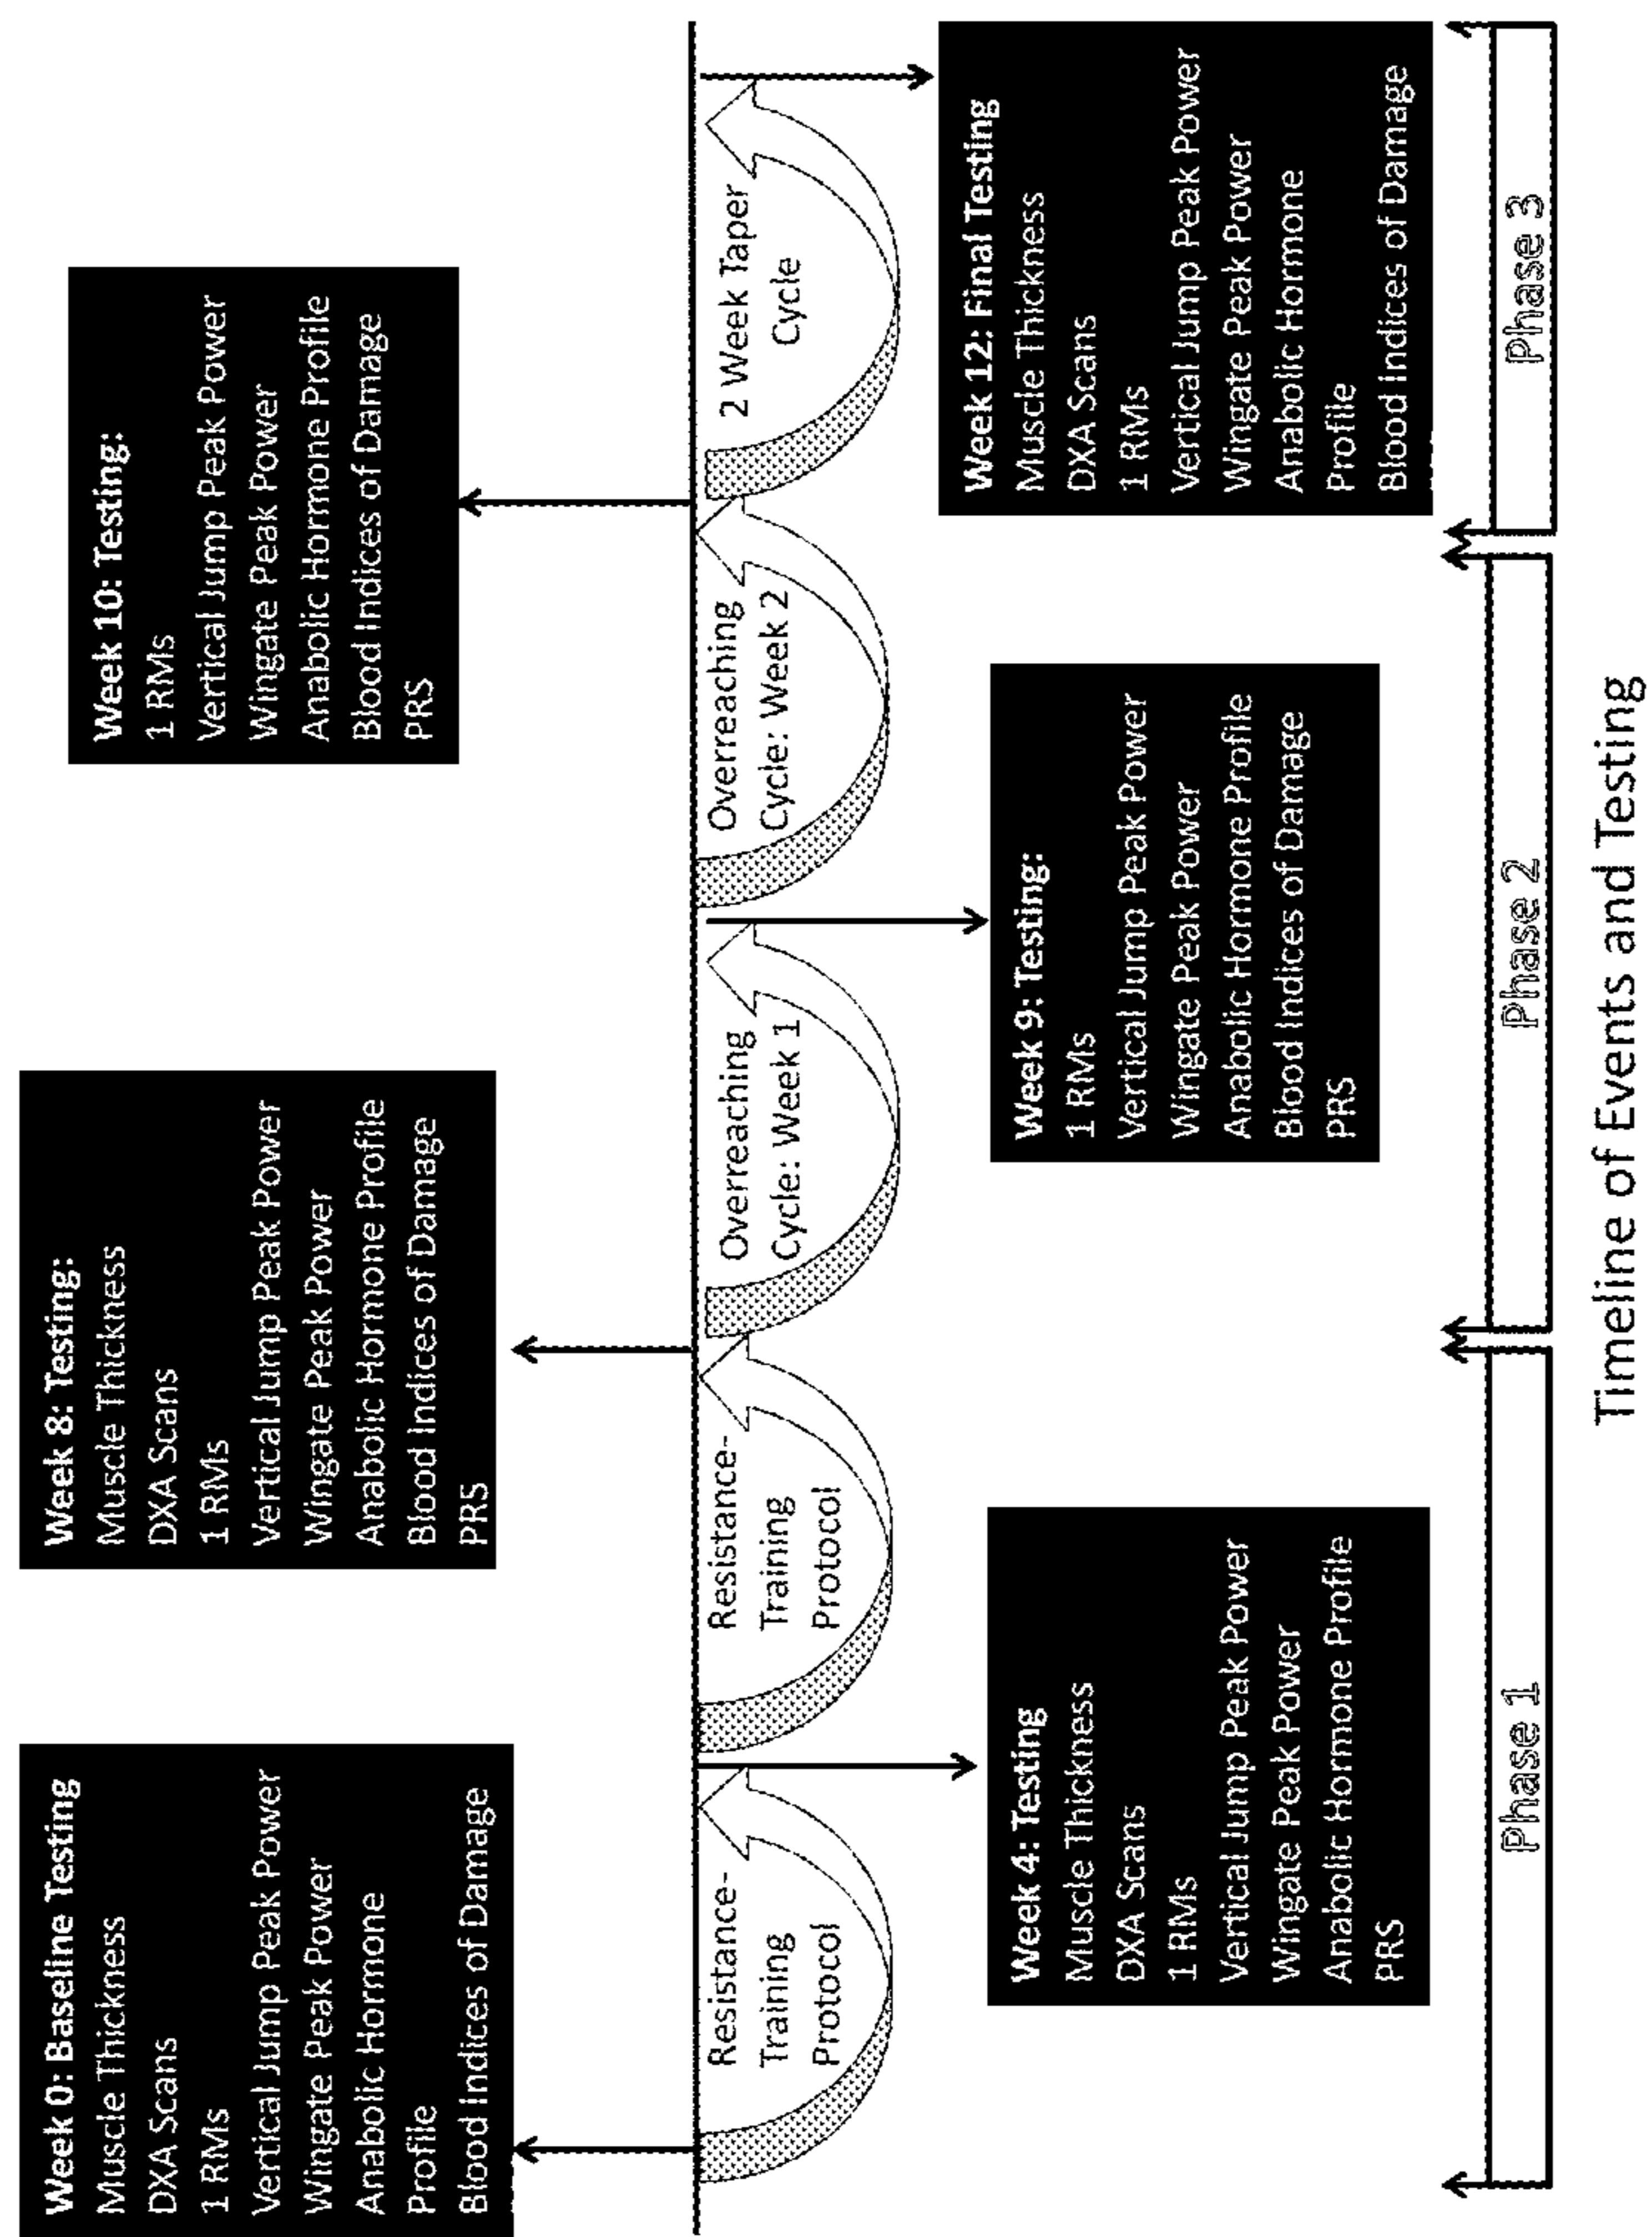 Week 0: Baseline Testing
Muscle Thickness
DXA Scans
1 RMs
Vertical Jump Peak Power
Wingate Peak Power
Anabolic Hormone
Profile
Blood Indices of Damage
Week 8: Testing:
Muscle Thickness
DXA Scans
1 RMs
Vertical Jump Peak Power
Wingate Peak Power
Anabolic Hormone Profile
Blood Indices of Damage
PRS
Week 10: Testing:
1 RMs
Vertical Jump Peak Power
Wingate Peak Power
Anabolic Hormone Profile
Blood Indices of Damage
PRS
Resistance-
Training
Protocol
Resistance-
Training
Protocol
Overreaching
Cycle: Week 1
Overreaching
Cycle: Week 2
2 Week Taper
Cycle
Week 4: Testing
Muscle Thickness
DXA Scans
1 RMs
Vertical Jump Peak Power
Wingate Peak Power
Anabolic Hormone Profile
PRS
Week 9: Testing:
1 RMs
Vertical Jump Peak Power
Wingate Peak Power
Anabolic Hormone Profile
Blood Indices of Damage
PRS
Week 12: Final Testing
Muscle Thickness
DXA Scans
1 RMs
Vertical Jump Peak Power
Wingate Peak Power
Anabolic Hormone
Profile
Blood Indices of Damage
Phase 1
Phase 2
Phase 3
Timeline of Events and Testing